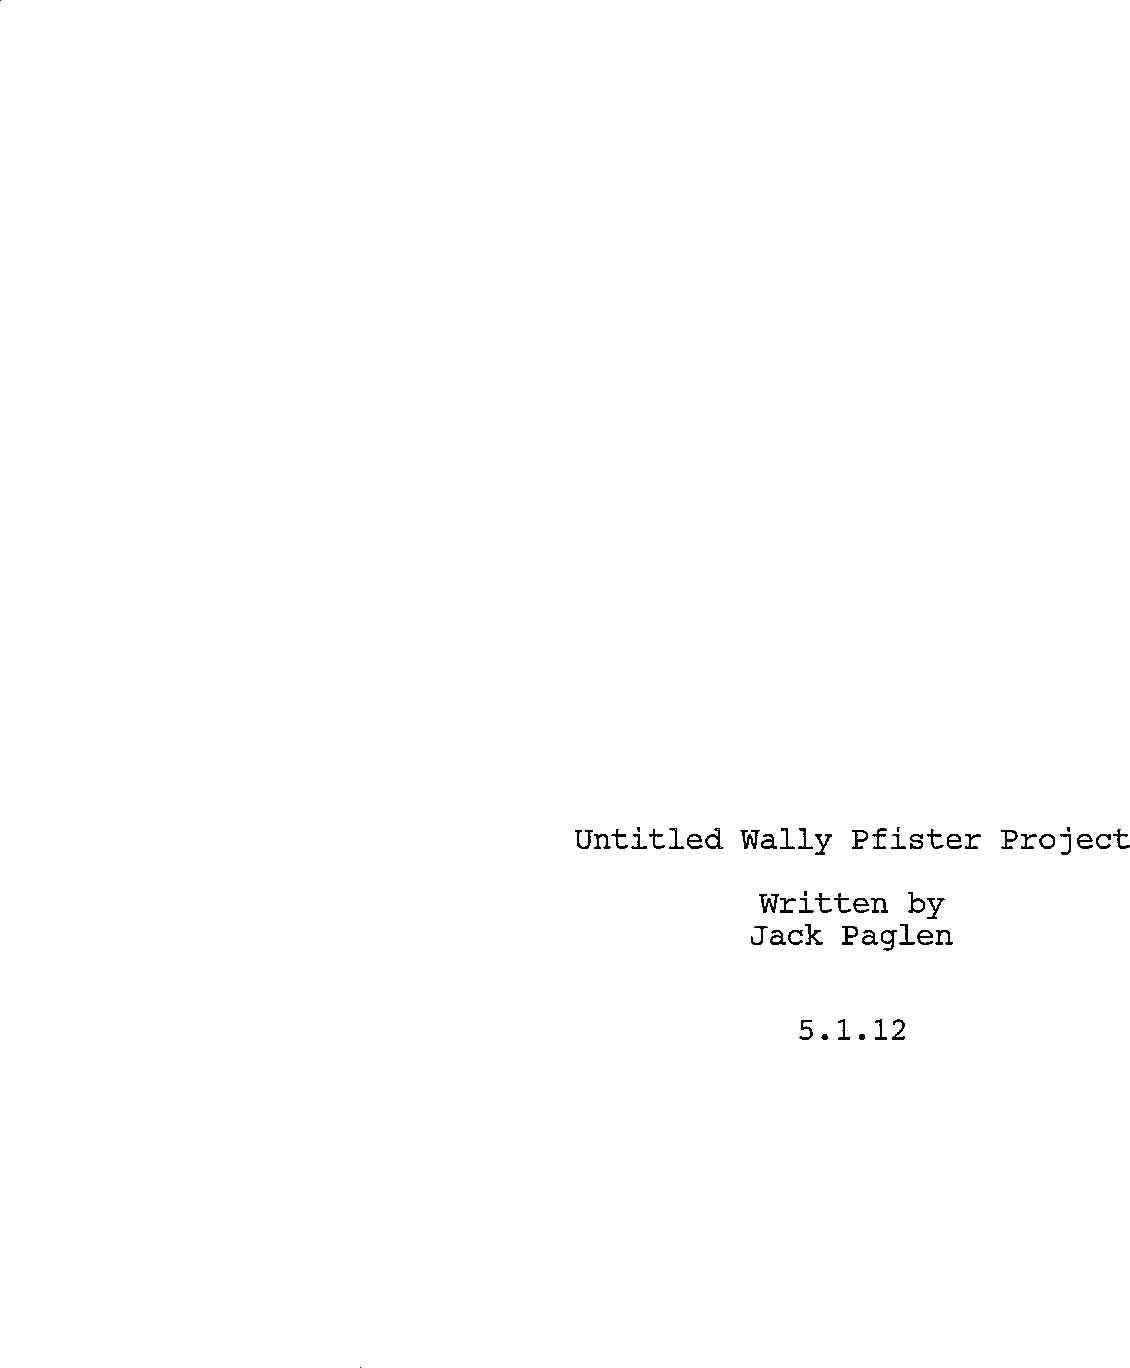 Untitled Wally Pfister Project
Written by
Jack Paglen
5.1.12